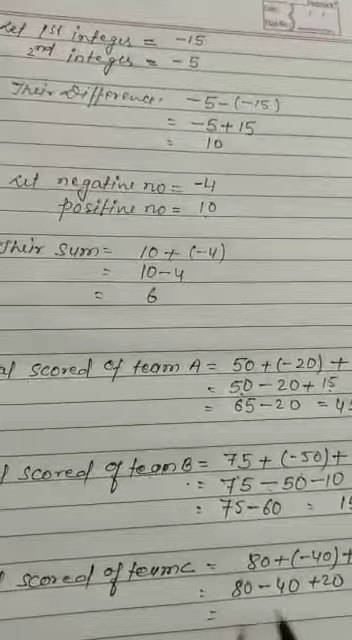 Let 1st integer = -15
2nd integer = -5
Their Difference. -5-(-15)
= -5+15
= 10
Let negative no = -4
positive no = 10
Their sum = 10+(-4)
= 10-4
= 6
scored of team A = 50+(-20)+
= 50-20+15
= 65-20 = 4
scored of team B = 75+(-50)+
= 75-50-10
= 75-60 = 1
scored of team C = 80+(-40)+
= 80-40+20
=